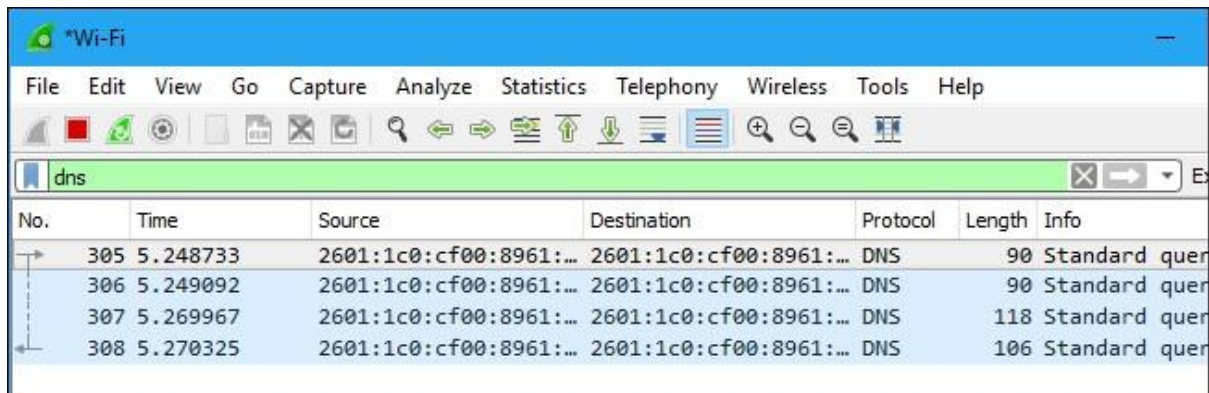 *Wi-Fi
File Edit View Go Capture Analyze Statistics Telephony Wireless Tools Help
dns
No. Time Source Destination Protocol Length Info
305 5.248733 2601:1c0:cf00:8961:… 2601:1c0:cf00:8961:… DNS 90 Standard quer
306 5.249092 2601:1c0:cf00:8961:… 2601:1c0:cf00:8961:… DNS 90 Standard quer
307 5.269967 2601:1c0:cf00:8961:… 2601:1c0:cf00:8961:… DNS 118 Standard quer
308 5.270325 2601:1c0:cf00:8961:… 2601:1c0:cf00:8961:… DNS 106 Standard quer